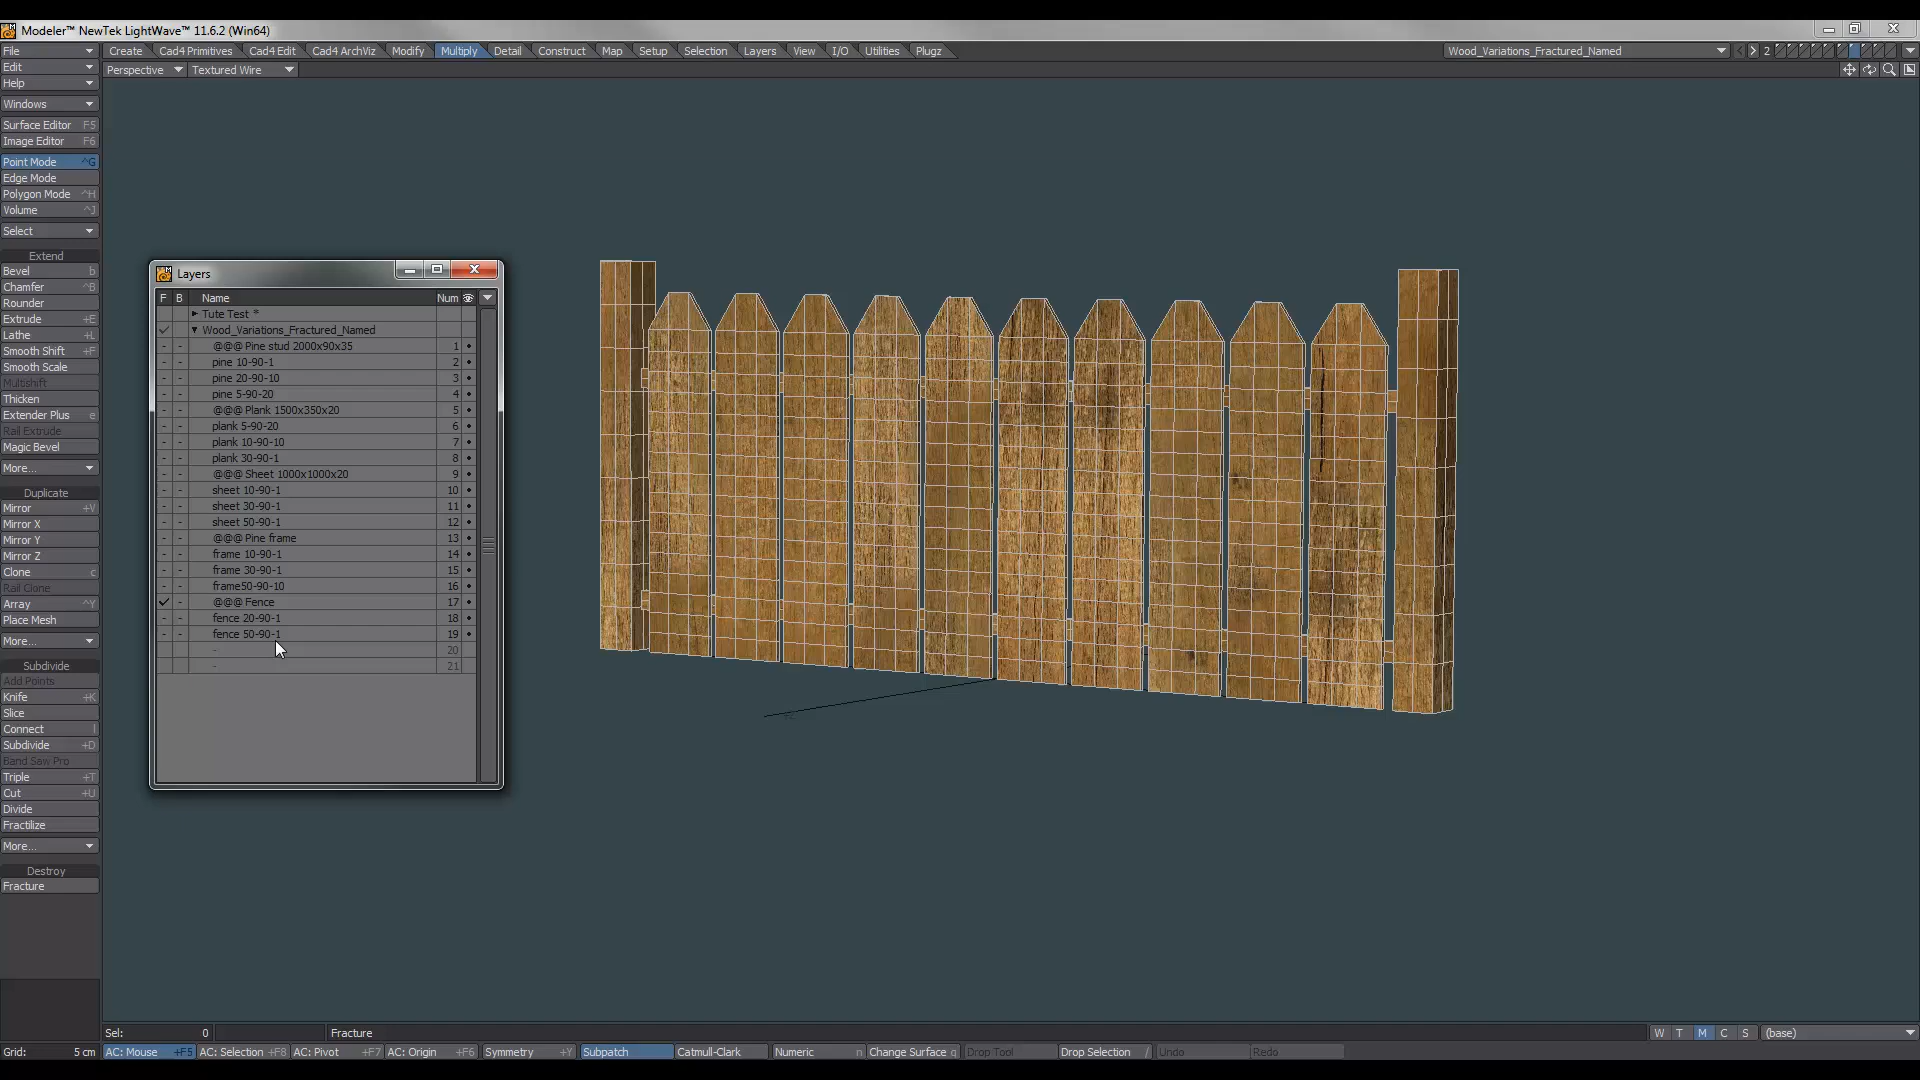 Modeler™ NewTek LightWave™ 11.6.2 (Win64)
File Create Cad4 Primitives Cad4 Edit Cad4 ArchViz Modify Multiply Detail Construct Map Setup Selection Layers View I/O Utilities Plugz Wood_Variations_Fractured_Named 2
Edit Perspective Textured Wire
Help
Windows
Surface Editor F5
Image Editor F6
Point Mode ^G
Edge Mode
Polygon Mode ^H
Volume ^J
Select
Extend
Bevel b
Chamfer ^B
Rounder
Extrude +E
Lathe +L
Smooth Shift +F
Smooth Scale
Multishift
Thicken
Extender Plus e
Rail Extrude
Magic Bevel
More...
Duplicate
Mirror +V
Mirror X
Mirror Y
Mirror Z
Clone c
Rail Clone
Array ^Y
Place Mesh
More...
Subdivide
Add Points
Knife +K
Slice
Connect l
Subdivide +D
Band Saw Pro
Triple +T
Cut +U
Divide
Fractilize
More...
Destroy
Fracture
Layers
F B Name Num
Tute Test *
Wood_Variations_Fractured_Named
- - @@@ Pine stud 2000x90x35 1
- - pine 10-90-1 2
- - pine 20-90-10 3
- - pine 5-90-20 4
- - @@@ Plank 1500x350x20 5
- - plank 5-90-20 6
- - plank 10-90-10 7
- - plank 30-90-1 8
- - @@@ Sheet 1000x1000x20 9
- - sheet 10-90-1 10
- - sheet 30-90-1 11
- - sheet 50-90-1 12
- - @@@ Pine frame 13
- - frame 10-90-1 14
- - frame 30-90-1 15
- - frame50-90-10 16
- @@@ Fence 17
- - fence 20-90-1 18
- - fence 50-90-1 19
- 20
- 21
Sel: 0 Fracture W T M C S (base)
Grid: 5 cm AC: Mouse +F5 AC: Selection +F8 AC: Pivot +F7 AC: Origin +F6 Symmetry +Y Subpatch Catmull-Clark Numeric n Change Surface q Drop Tool Drop Selection / Undo Redo